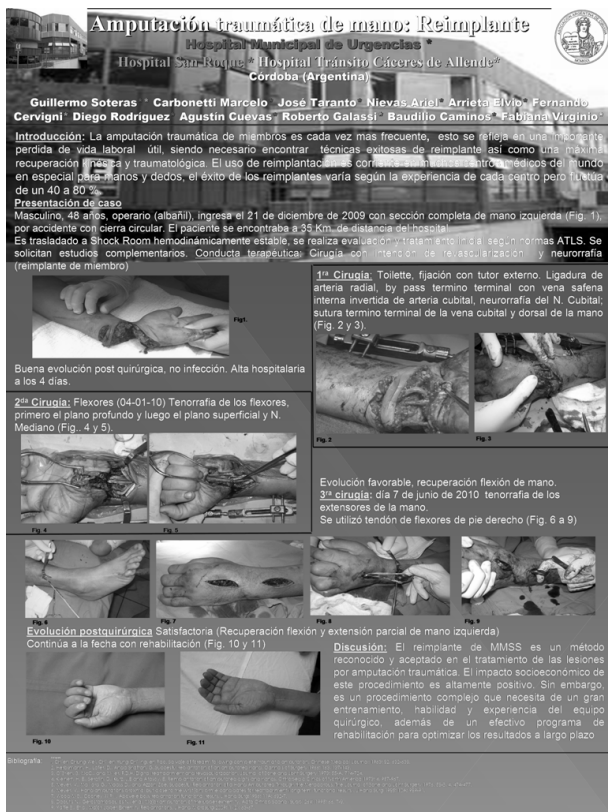 Amputación traumática de mano: Reimplante
Hospital Municipal de Urgencias *
Hospital San Roque * Hospital Tránsito Cáceres de Allende*
Córdoba (Argentina)
Guillermo Soteras * Carbonetti Marcelo * José Taranto * Nievas Ariel * Arrieta Elvio * Fernando
Cervigni * Diego Rodríguez * Agustín Cuevas * Roberto Galassi * Baudilio Caminos * Fabiana Virginio *
Introducción: La amputación traumática de miembros es cada vez mas frecuente, esto se refleja en una importante
perdida de vida laboral útil, siendo necesario encontrar técnicas exitosas de reimplante así como una máxima
recuperación kinésica y traumatológica. El uso de reimplantación es corriente en muchos centros médicos del mundo
en especial para manos y dedos, el éxito de los reimplantes varía según la experiencia de cada centro pero fluctúa
de un 40 a 80 %.
Presentación de caso
Masculino, 48 años, operario (albañil), ingresa el 21 de diciembre de 2009 con sección completa de mano izquierda (Fig. 1),
por accidente con cierra circular. El paciente se encontraba a 35 Km. de distancia del hospital.
Es trasladado a Shock Room hemodinámicamente estable, se realiza evaluación y tratamiento inicial según normas ATLS. Se
solicitan estudios complementarios. Conducta terapéutica: Cirugía con intención de revascularización y neurorrafía
(reimplante de miembro)
Fig1.
Buena evolución post quirúrgica, no infección. Alta hospitalaria
a los 4 días.
1ra Cirugía: Toilette, fijación con tutor externo. Ligadura de
arteria radial, by pass termino terminal con vena safena
interna invertida de arteria cubital, neurorrafía del N. Cubital;
sutura termino terminal de la vena cubital y dorsal de la mano
(Fig. 2 y 3).
Fig. 2
Fig. 3
2da Cirugía: Flexores (04-01-10) Tenorrafia de los flexores,
primero el plano profundo y luego el plano superficial y N.
Mediano (Fig.. 4 y 5).
Fig. 4
Fig. 5
Evolución favorable, recuperación flexión de mano.
3ra cirugía: día 7 de junio de 2010 tenorrafia de los
extensores de la mano.
Se utilizó tendón de flexores de pie derecho (Fig. 6 a 9)
Fig. 6
Fig. 7
Fig. 8
Fig. 9
Evolución postquirúrgica Satisfactoria (Recuperación flexión y extensión parcial de mano izquierda)
Continúa a la fecha con rehabilitación (Fig. 10 y 11)
Fig. 10
Fig. 11
Discusión: El reimplante de MMSS es un método
reconocido y aceptado en el tratamiento de las lesiones
por amputación traumática. El impacto socioeconómico de
este procedimiento es altamente positivo. Sin embargo,
es un procedimiento complejo que necesita de un gran
entrenamiento, habilidad y experiencia del equipo
quirúrgico, además de un efectivo programa de
rehabilitación para optimizar los resultados a largo plazo
Bibliografía: